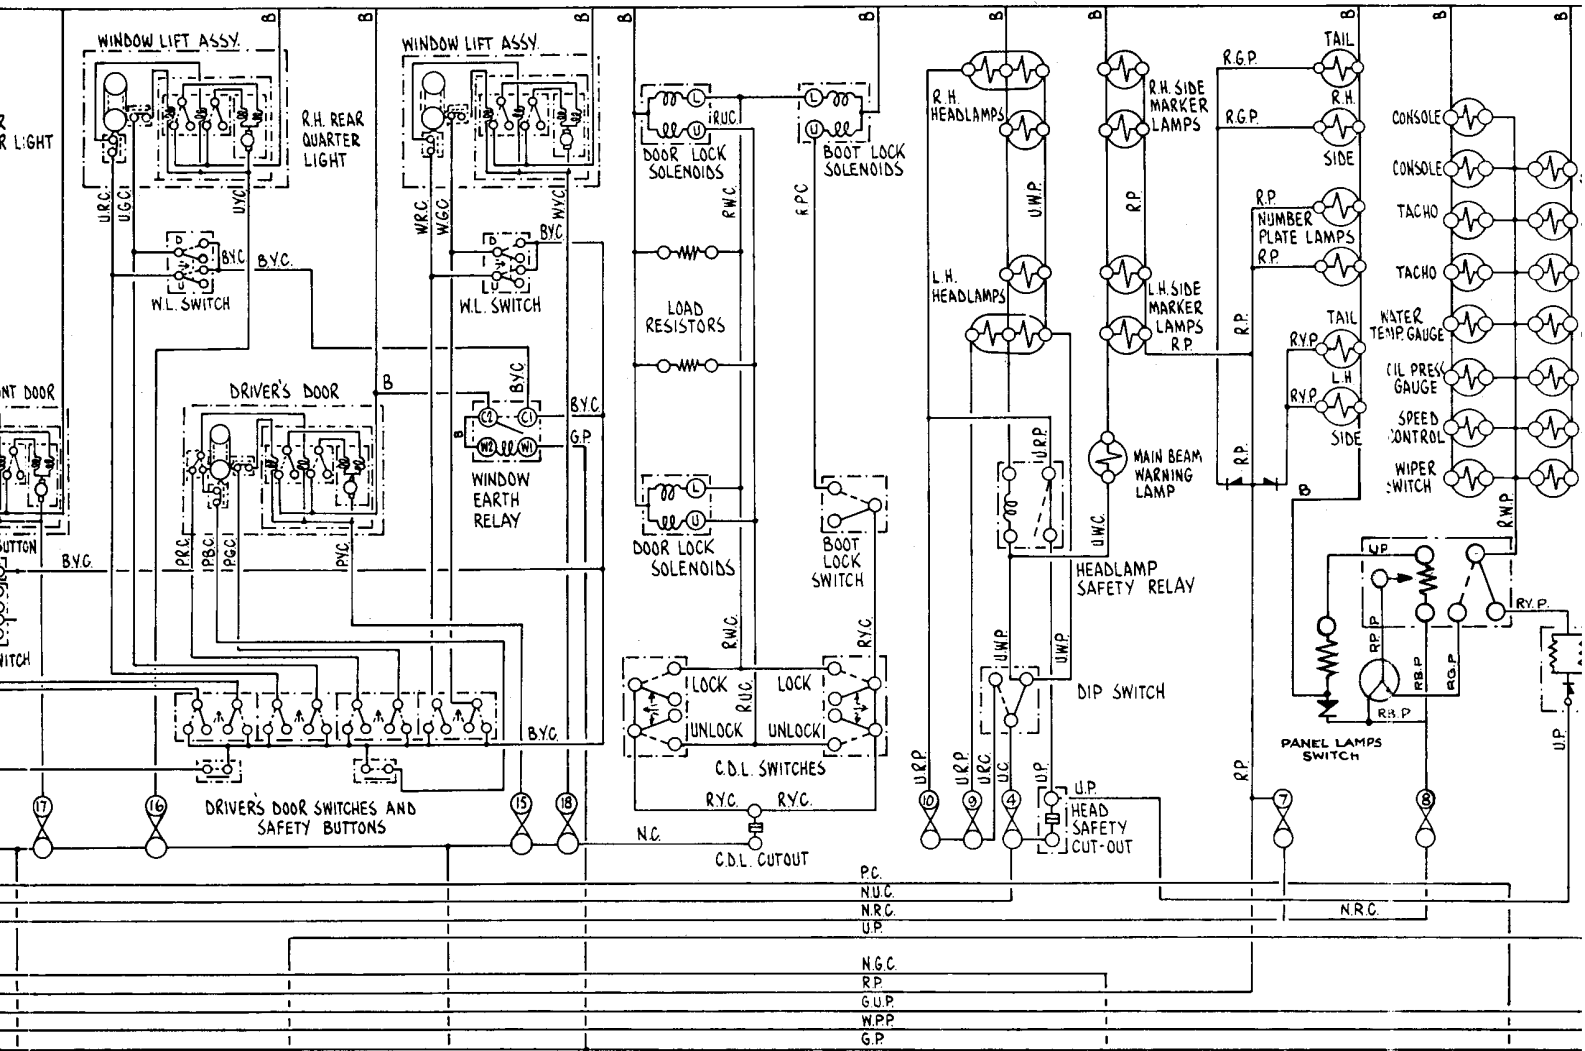 B
B
B
B
B
B
B
B
B
B
WINDOW LIFT ASSY.
WINDOW LIFT ASSY.
R.H. REAR
QUARTER
LIGHT
R LIGHT
U.R.C.
U.G.C.
U.Y.C.
W.R.C.
W.G.C.
W.Y.C.
D
U
B.Y.C.
B.Y.C.
W.L. SWITCH
D
U
B.Y.C.
W.L. SWITCH
L
U
R.U.C.
DOOR LOCK
SOLENOIDS
L
U
BOOT LOCK
SOLENOIDS
R.W.C.
R.P.C
LOAD
RESISTORS
R.H.
HEADLAMPS
R.H. SIDE
MARKER
LAMPS
U.W.P.
R.P.
L.H.
HEADLAMPS
L.H. SIDE
MARKER
LAMPS
R.P.
TAIL
R.G.P.
R.H.
R.G.P.
SIDE
R.P.
NUMBER
PLATE LAMPS
R.P.
R.P.
TAIL
R.Y.P.
L.H
R.Y.P.
SIDE
R.P.
B
CONSOLE
CONSOLE
TACHO
TACHO
WATER
TEMP. GAUGE
OIL PRESS
GAUGE
SPEED
CONTROL
WIPER
SWITCH
R.W.P.
NT DOOR
DRIVER'S DOOR
B
B.Y.C.
C2
C1
B.Y.C.
B
W2
W1
G.P.
WINDOW
EARTH
RELAY
L
U
DOOR LOCK
SOLENOIDS
BOOT
LOCK
SWITCH
U.R.P.
MAIN BEAM
WARNING
LAMP
U.W.C.
HEADLAMP
SAFETY RELAY
BUTTON
B.Y.C.
P.R.C.
P.B.C.
P.G.C.
P.Y.C.
ITCH
R.W.C.
R.Y.C.
U.W.P.
U.W.P.
LOCK
LOCK
R.U.C.
UNLOCK
UNLOCK
C.D.L. SWITCHES
DIP SWITCH
U.P
R.P.P
R.B.P
R.G.P
R.Y.P.
R.B.P
PANEL LAMPS
SWITCH
B.Y.C.
U.R.P.
U.R.P.
U.R.C.
U.C.
U.P.
U.P.
R.P.
U.P.
17
16
DRIVER'S DOOR SWITCHES AND
SAFETY BUTTONS
15
18
R.Y.C.
R.Y.C.
N.C.
C.D.L. CUTOUT
10
9
4
HEAD
SAFETY
CUT-OUT
7
8
P.C.
N.U.C.
N.R.C.
N.R.C.
U.P.
N.G.C.
R.P.
G.U.P.
W.P.P.
G.P.